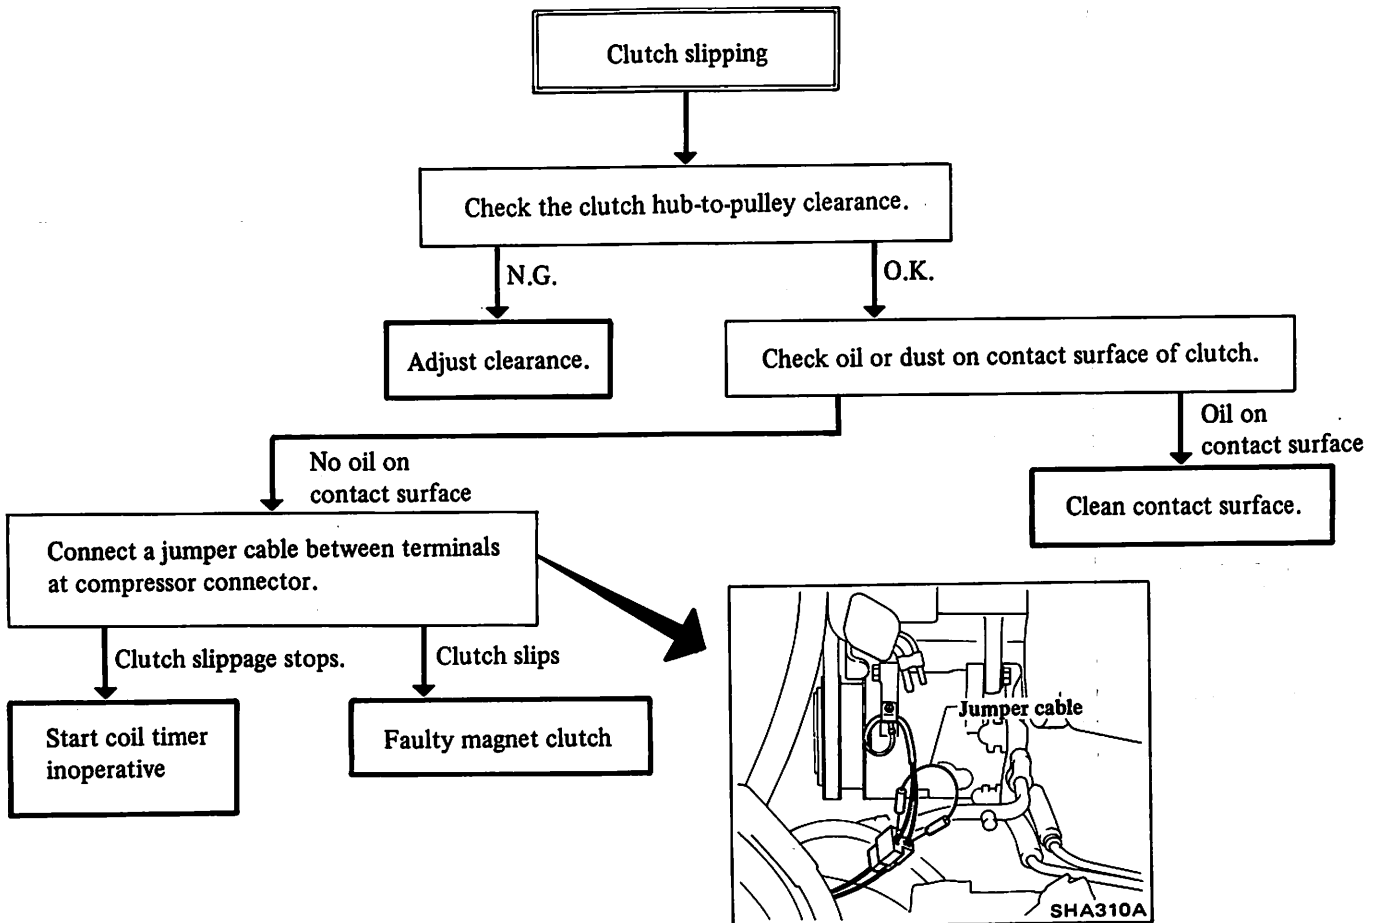 Clutch slipping
Check the clutch hub-to-pulley clearance.
N.G.
O.K.
Adjust clearance.
Check oil or dust on contact surface of clutch.
Oil on
contact surface
No oil on
contact surface
Clean contact surface.
Connect a jumper cable between terminals
at compressor connector.
Clutch slippage stops.
Clutch slips
Start coil timer
inoperative
Faulty magnet clutch
Jumper cable
SHA310A